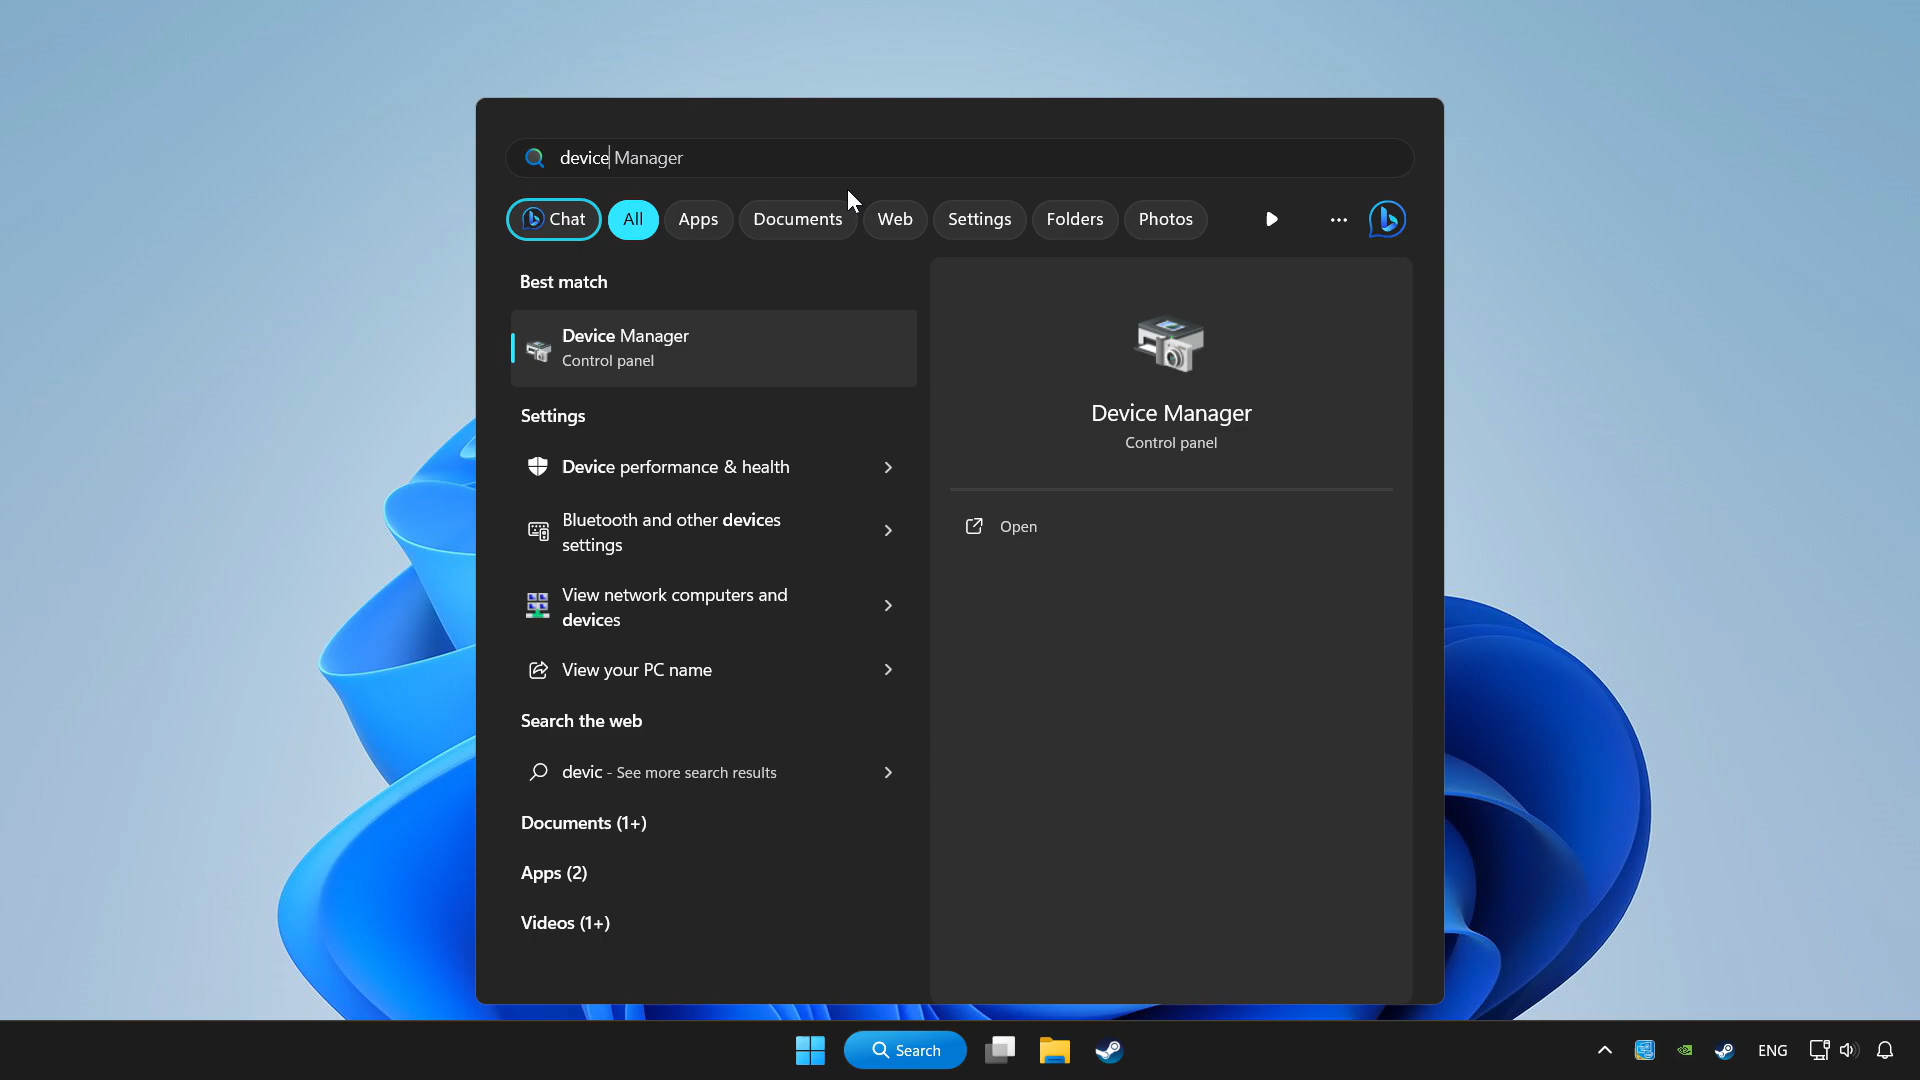 device Manager
Chat All Apps Documents Web Settings Folders Photos
Best match
Device Manager
Control panel
Settings
Device performance & health
Bluetooth and other devices
settings
View network computers and
devices
View your PC name
Search the web
devic - See more search results
Documents (1+)
Apps (2)
Videos (1+)
Device Manager
Control panel
Open
Search
ENG